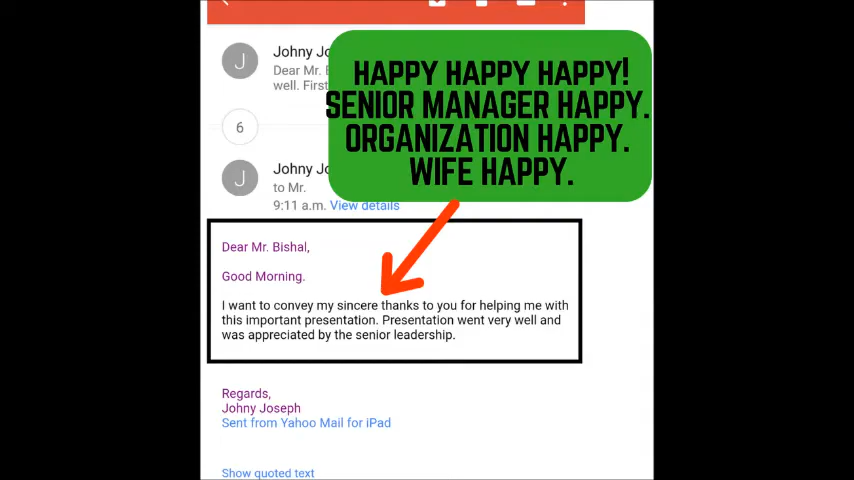 Johny Jo
Dear Mr.
well. First
HAPPY HAPPY HAPPY!
SENIOR MANAGER HAPPY.
ORGANIZATION HAPPY.
WIFE HAPPY.
6
Johny Jo
to Mr.
9:11 a.m. View details
Dear Mr. Bishal,
Good Morning.
I want to convey my sincere thanks to you for helping me with
this important presentation. Presentation went very well and
was appreciated by the senior leadership.
Regards,
Johny Joseph
Sent from Yahoo Mail for iPad
Show quoted text
J
J